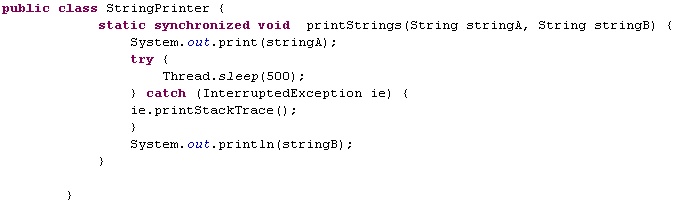 public class StringPrinter {
static synchronized void  printStrings(String stringA, String stringB) {
System.out.print(stringA);
try {
Thread.sleep(500);
} catch (InterruptedException ie) {
ie.printStackTrace();
}
System.out.println(stringB);
}
}